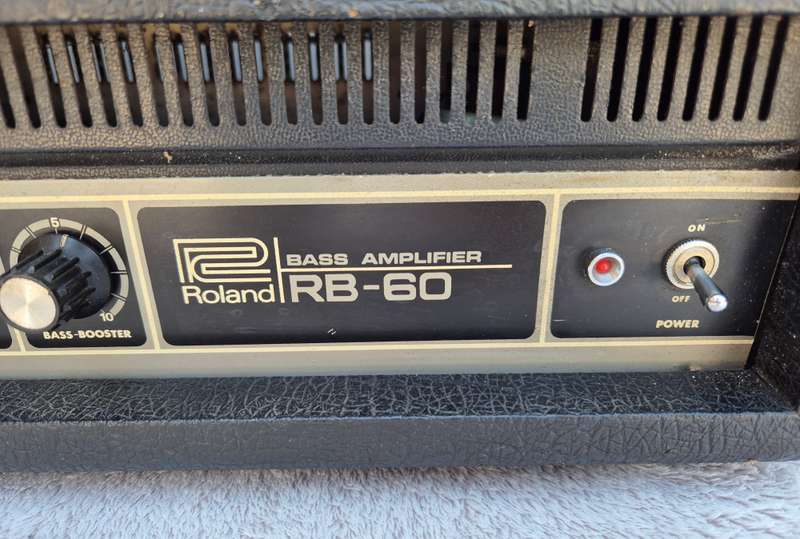 5
10
BASS-BOOSTER
Roland
BASS AMPLIFIER
RB-60
ON
OFF
POWER